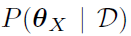 P(𝜽_X | 𝒟)